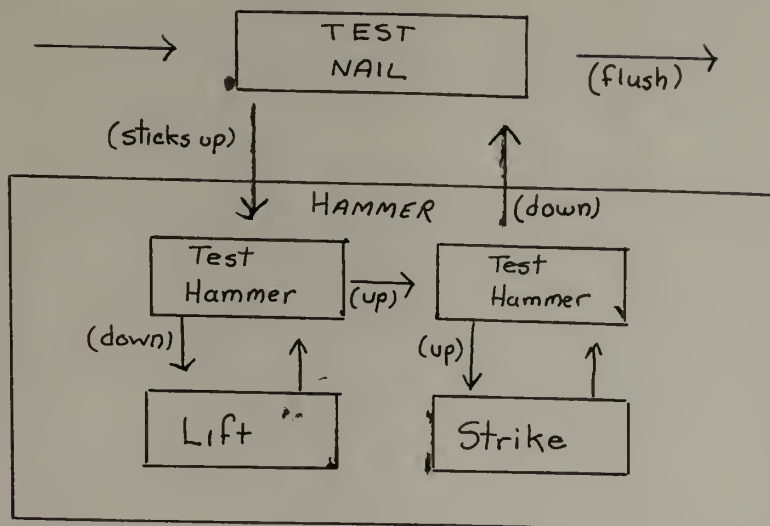 TEST
NAIL
(flush)
(sticks up)
HAMMER
(down)
Test
Hammer
(up)
Test
Hammer
(down)
(up)
Lift
Strike